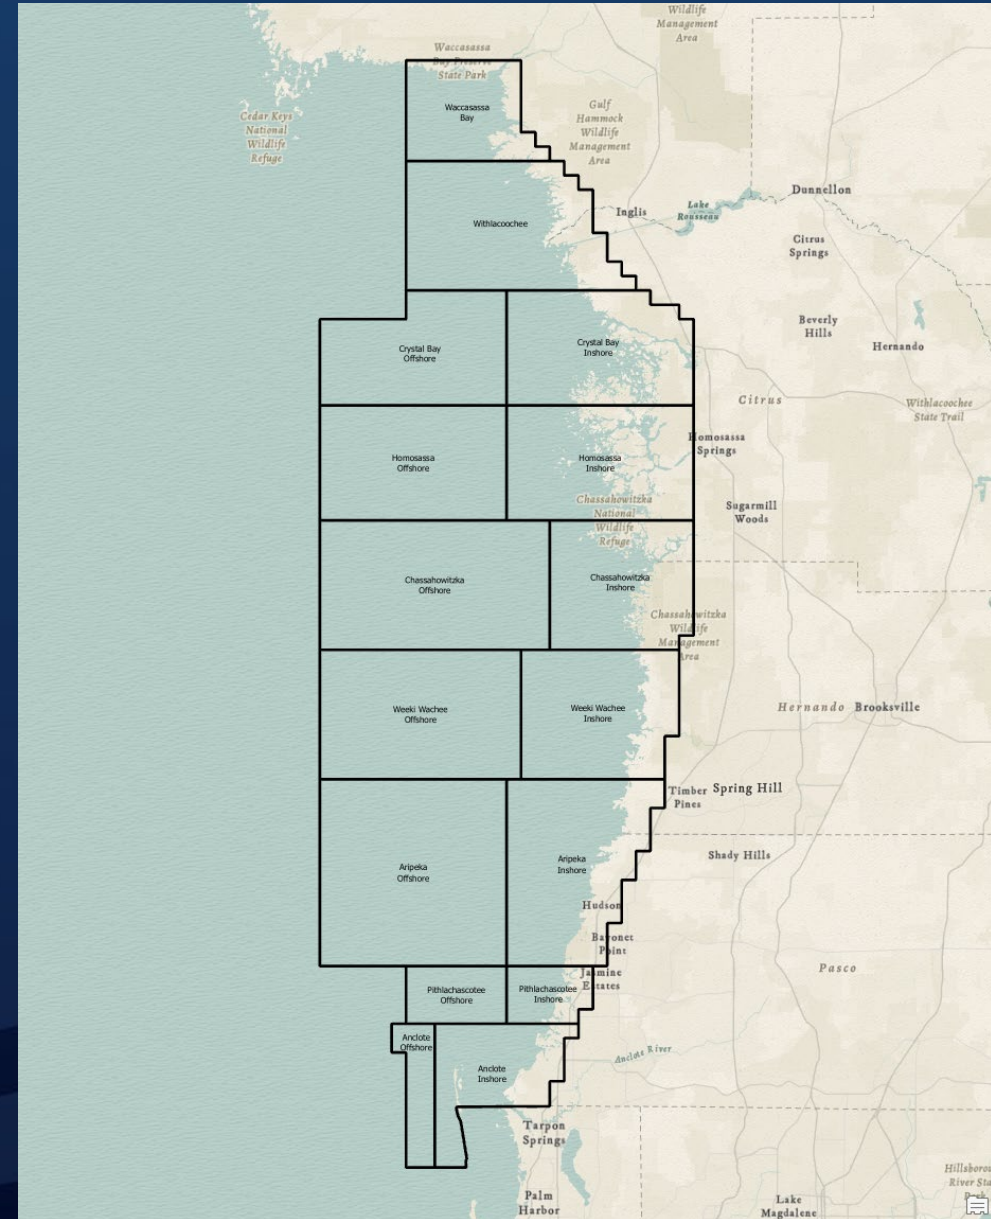 Wildlife
Management
Area
Waccasassa
Bay Preserve
State Park
Cedar Keys
National
Wildlife
Refuge
Waccasassa
Bay
Gulf
Hammock
Wildlife
Management
Area
Dunnellon
Withlacoochee
Inglis
Lake
Rousseau
Citrus
Springs
Crystal Bay
Offshore
Crystal Bay
Inshore
Beverly
Hills
Hernando
Citrus
Withlacoochee
State Trail
Homosassa
Offshore
Homosassa
Inshore
Homosassa
Springs
Chassahowitzka
National
Wildlife
Refuge
Sugarmill
Woods
Chassahowitzka
Offshore
Chassahowitzka
Inshore
Chassahowitzka
Wildlife
Management
Area
Weeki Wachee
Offshore
Weeki Wachee
Inshore
Hernando
Brooksville
Timber
Pines
Spring Hill
Aripeka
Offshore
Aripeka
Inshore
Shady Hills
Hudson
Bayonet
Point
Jasmine
Estates
Pasco
Pithlachascotee
Offshore
Pithlachascotee
Inshore
Anclote
Offshore
Anclote
Inshore
Anclote River
Tarpon
Springs
Palm
Harbor
Lake
Magdalene
River